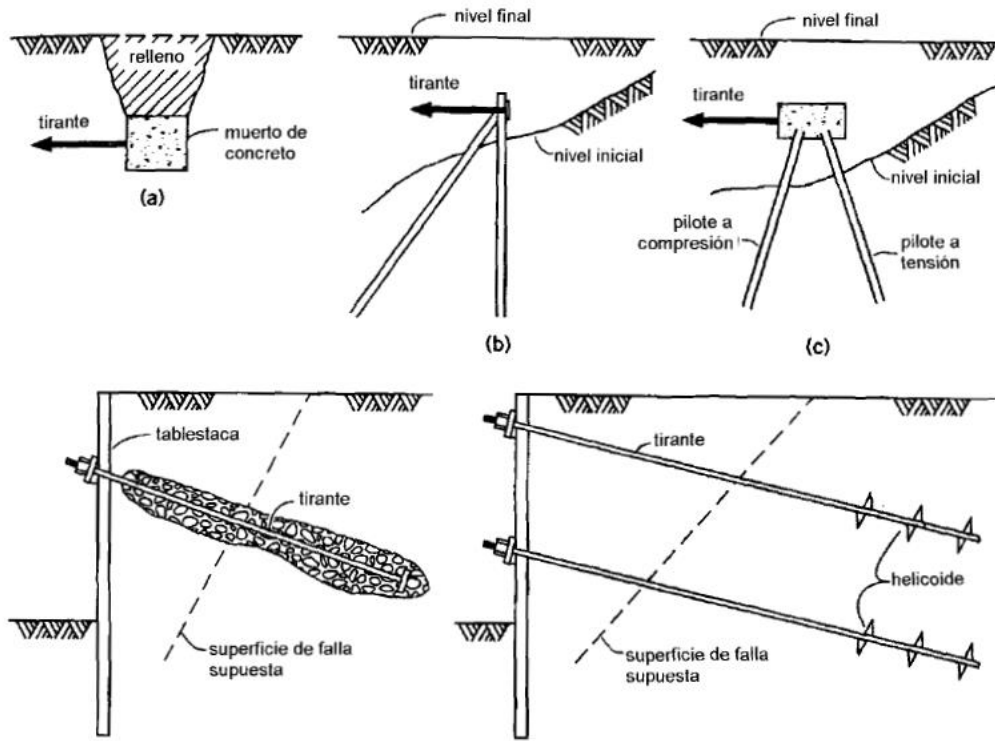 relleno
tirante
muerto de
concreto
(a)
nivel final
tirante
nivel inicial
(b)
nivel final
tirante
nivel inicial
pilote a
compresión
pilote a
tensión
(c)
tablestaca
tirante
superficie de falla
supuesta
tirante
helicoide
superficie de falla
supuesta